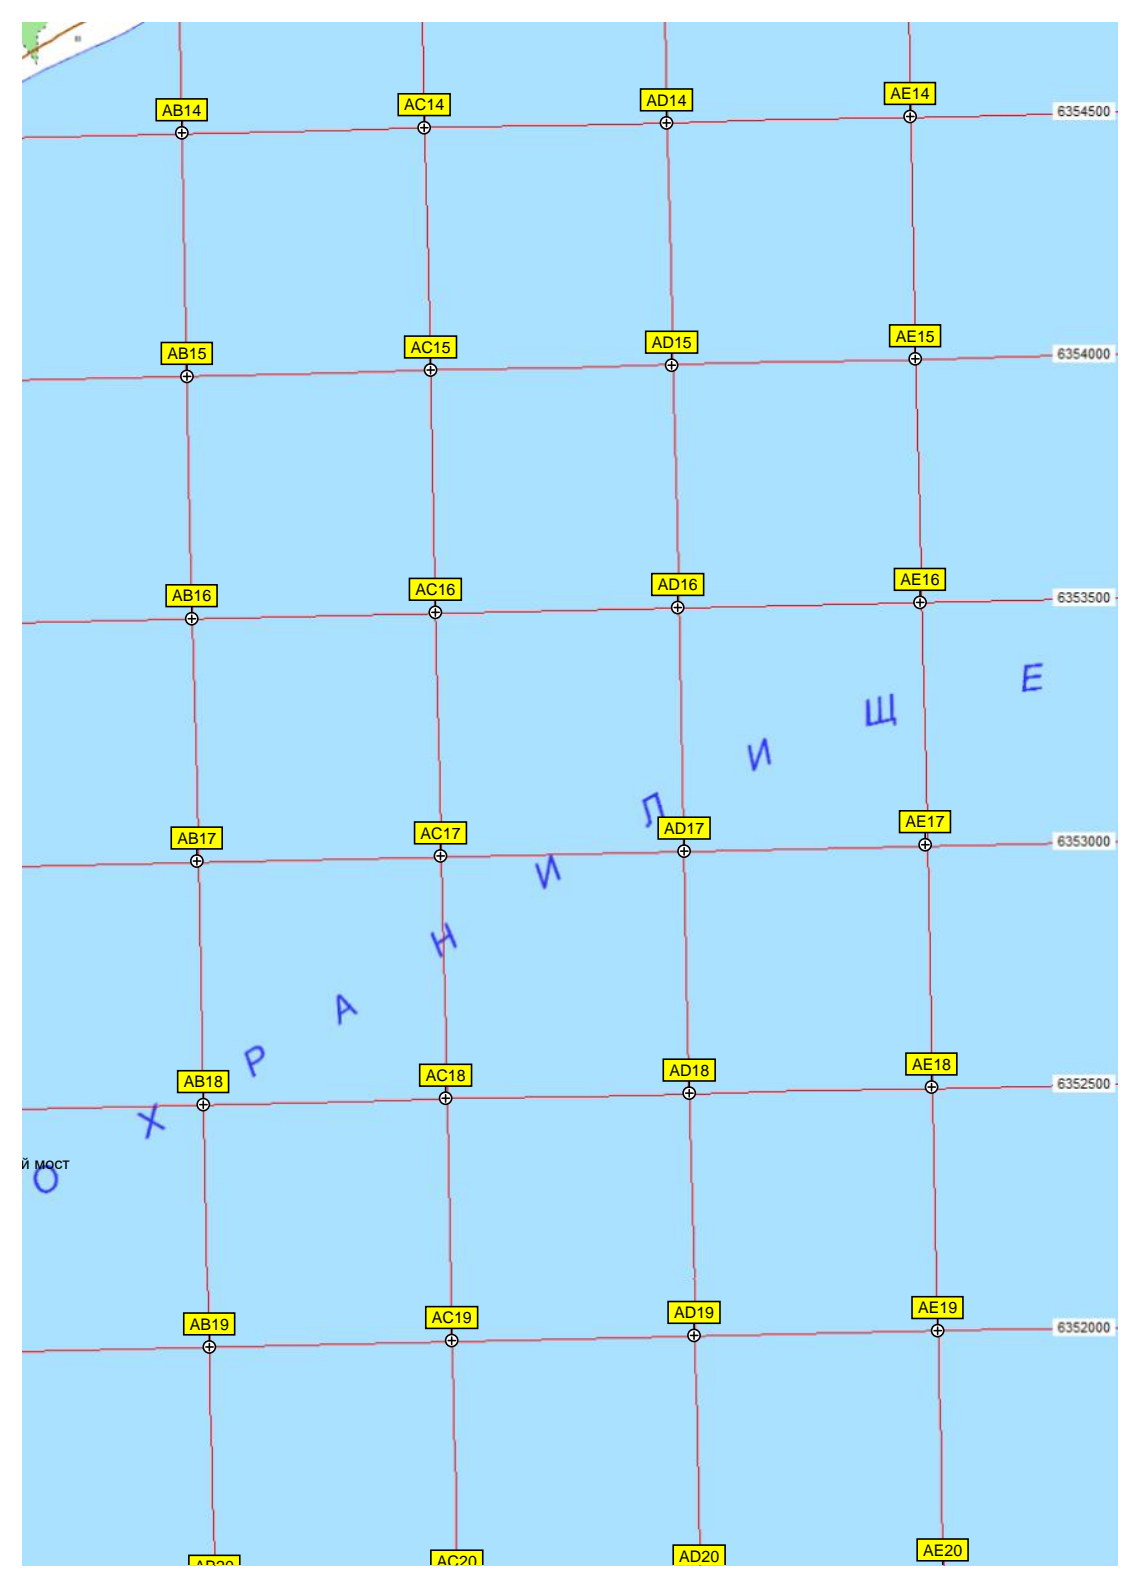 AB14 AC14 AD14 AE14 6354500
AB15 AC15 AD15 AE15 6354000
AB16 AC16 AD16 AE16 6353500
О Х Р А Н И Л И Щ Е
AB17 AC17 AD17 AE17 6353000
AB18 AC18 AD18 AE18 6352500
й мост
AB19 AC19 AD19 AE19 6352000
AB20 AC20 AD20 AE20